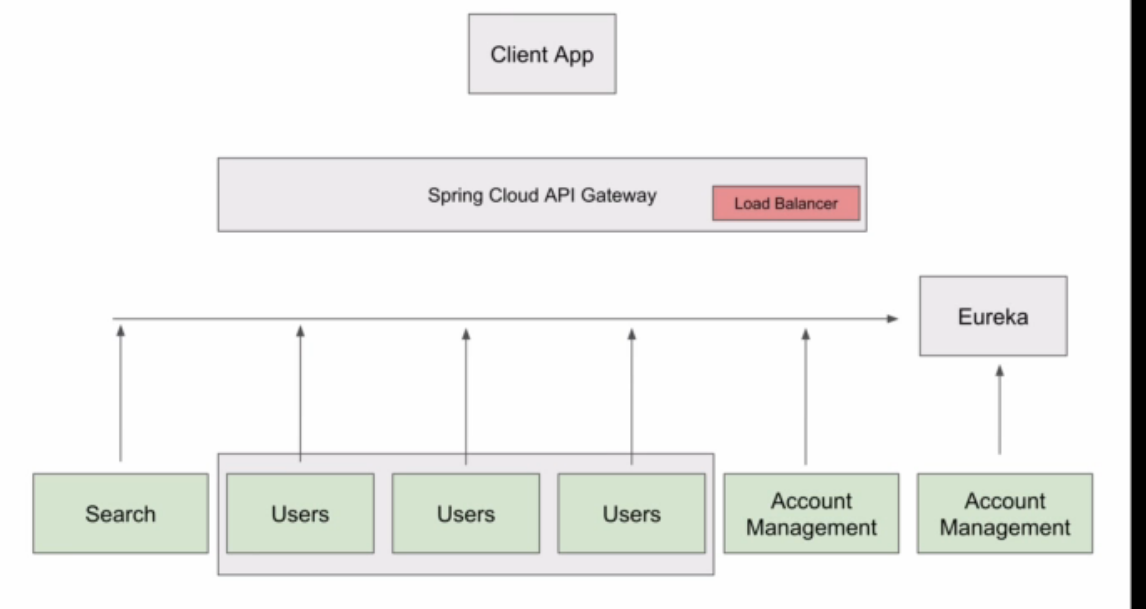 Client App
Spring Cloud API Gateway
Load Balancer
Eureka
Search
Users
Users
Users
Account
Management
Account
Management